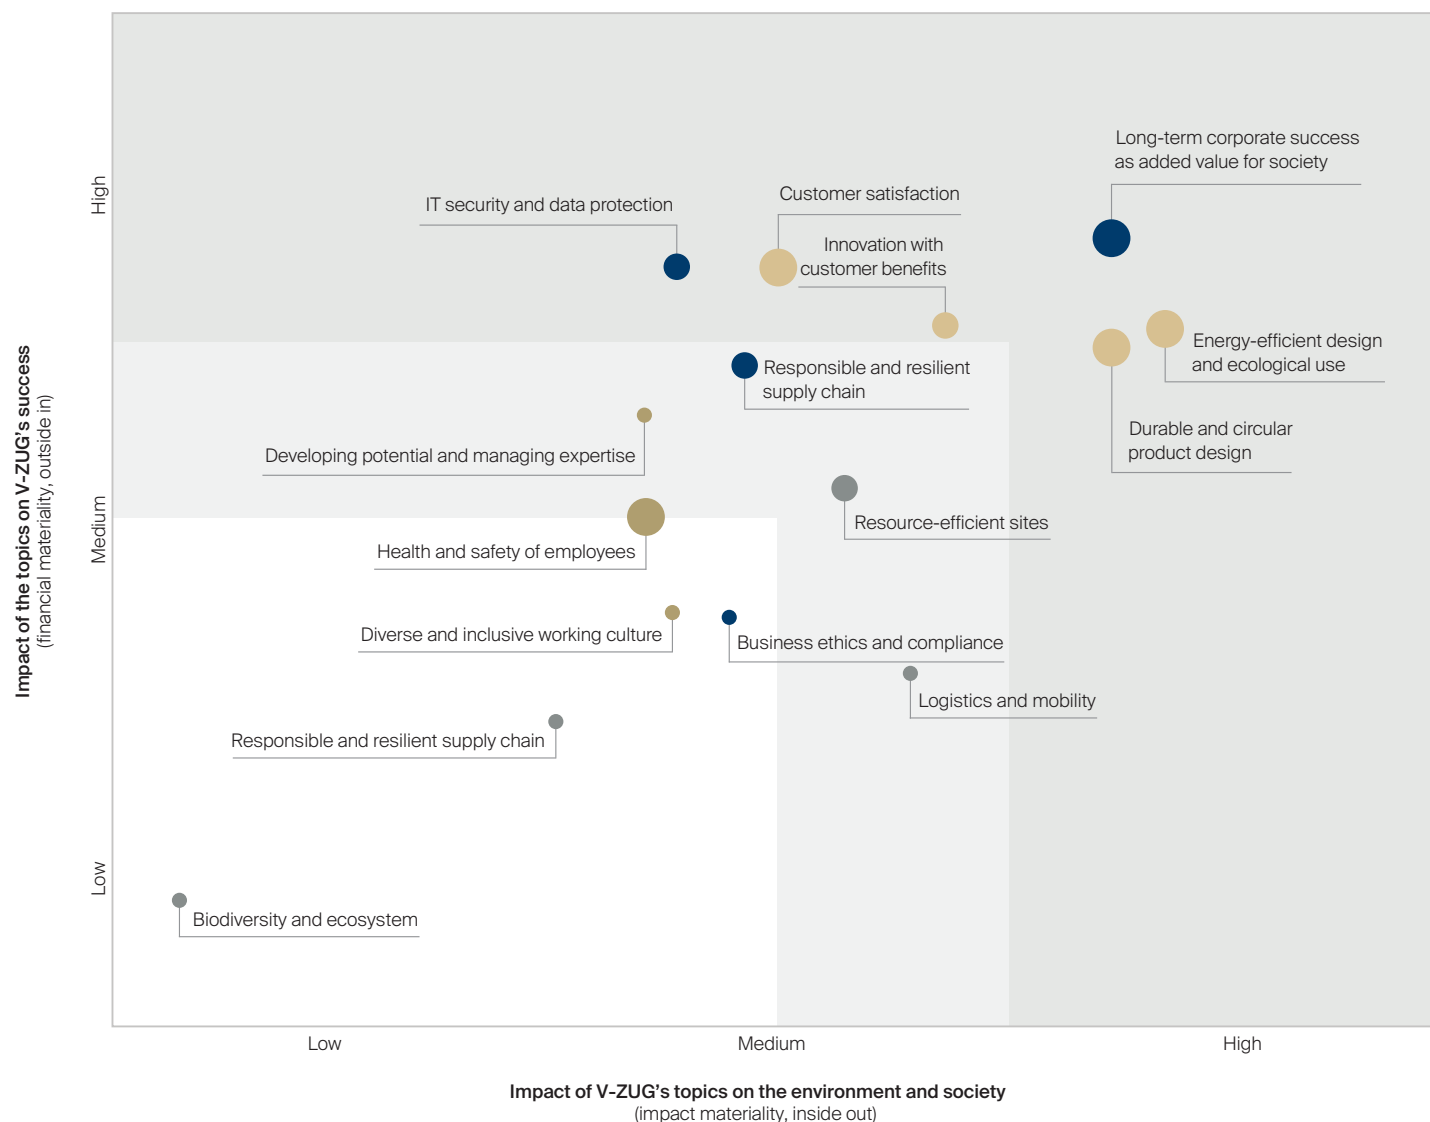 Long-term corporate success
as added value for society
High
IT security and data protection
Customer satisfaction
Innovation with
customer benefits
Energy-efficient design
and ecological use
Responsible and resilient
supply chain
Durable and circular
product design
Developing potential and managing expertise
Impact of the topics on V-ZUG’s success
(financial materiality, outside in)
Medium
Resource-efficient sites
Health and safety of employees
Diverse and inclusive working culture
Business ethics and compliance
Logistics and mobility
Responsible and resilient supply chain
Low
Biodiversity and ecosystem
Low
Medium
High
Impact of V-ZUG’s topics on the environment and society
(impact materiality, inside out)